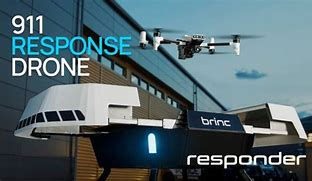 911
RESPONSE
DRONE
brinc
responder